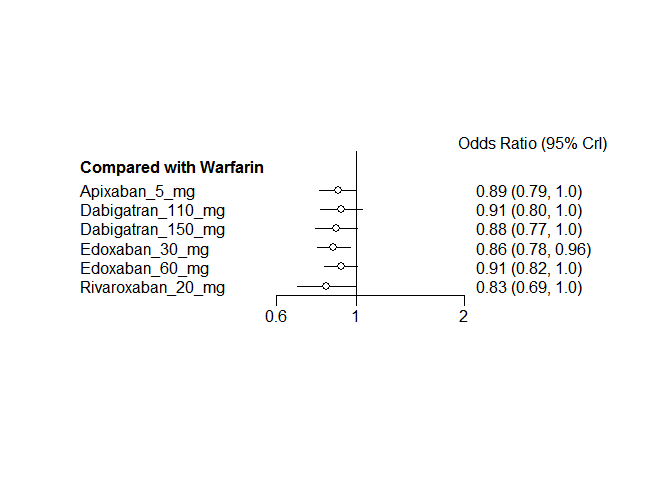 Odds Ratio (95% CrI)
Compared with Warfarin
Apixaban_5_mg 0.89 (0.79, 1.0)
Dabigatran_110_mg 0.91 (0.80, 1.0)
Dabigatran_150_mg 0.88 (0.77, 1.0)
Edoxaban_30_mg 0.86 (0.78, 0.96)
Edoxaban_60_mg 0.91 (0.82, 1.0)
Rivaroxaban_20_mg 0.83 (0.69, 1.0)
0.6 1 2